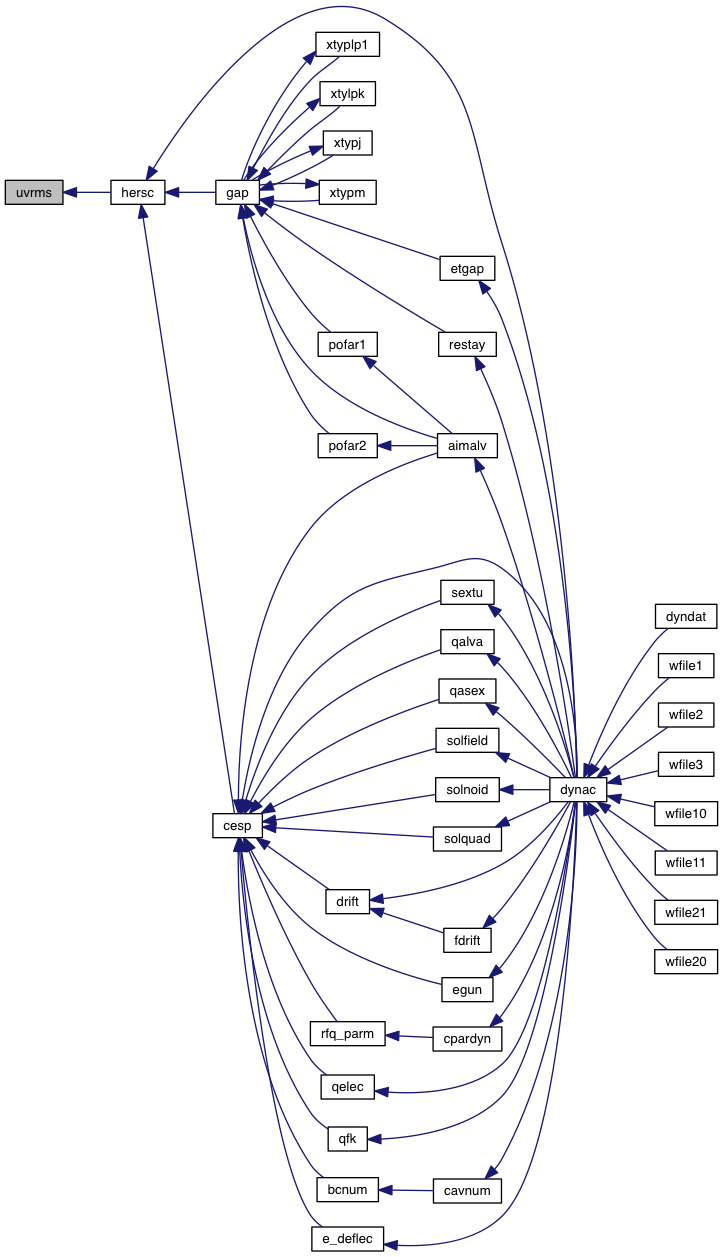 xtyplp1
xtylpk
xtypj
uvrms
hersc
gap
xtypm
etgap
pofar1
restay
pofar2
aimalv
sextu
dyndat
qalva
wfile1
qasex
wfile2
solfield
wfile3
solnoid
dynac
wfile10
cesp
solquad
wfile11
drift
wfile21
fdrift
wfile20
egun
rfq_parm
cpardyn
qelec
qfk
bcnum
cavnum
e_deflec